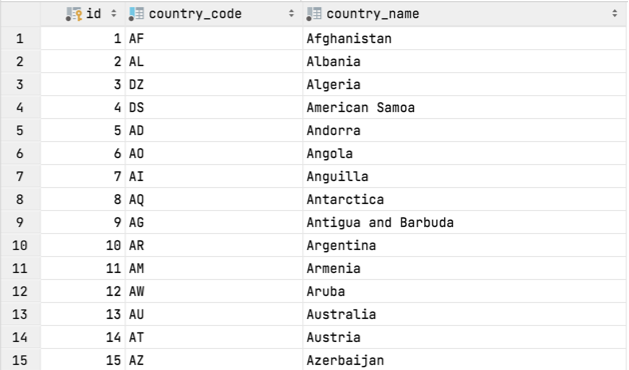 id country_code country_name
1 1 AF Afghanistan
2 2 AL Albania
3 3 DZ Algeria
4 4 DS American Samoa
5 5 AD Andorra
6 6 AO Angola
7 7 AI Anguilla
8 8 AQ Antarctica
9 9 AG Antigua and Barbuda
10 10 AR Argentina
11 11 AM Armenia
12 12 AW Aruba
13 13 AU Australia
14 14 AT Austria
15 15 AZ Azerbaijan